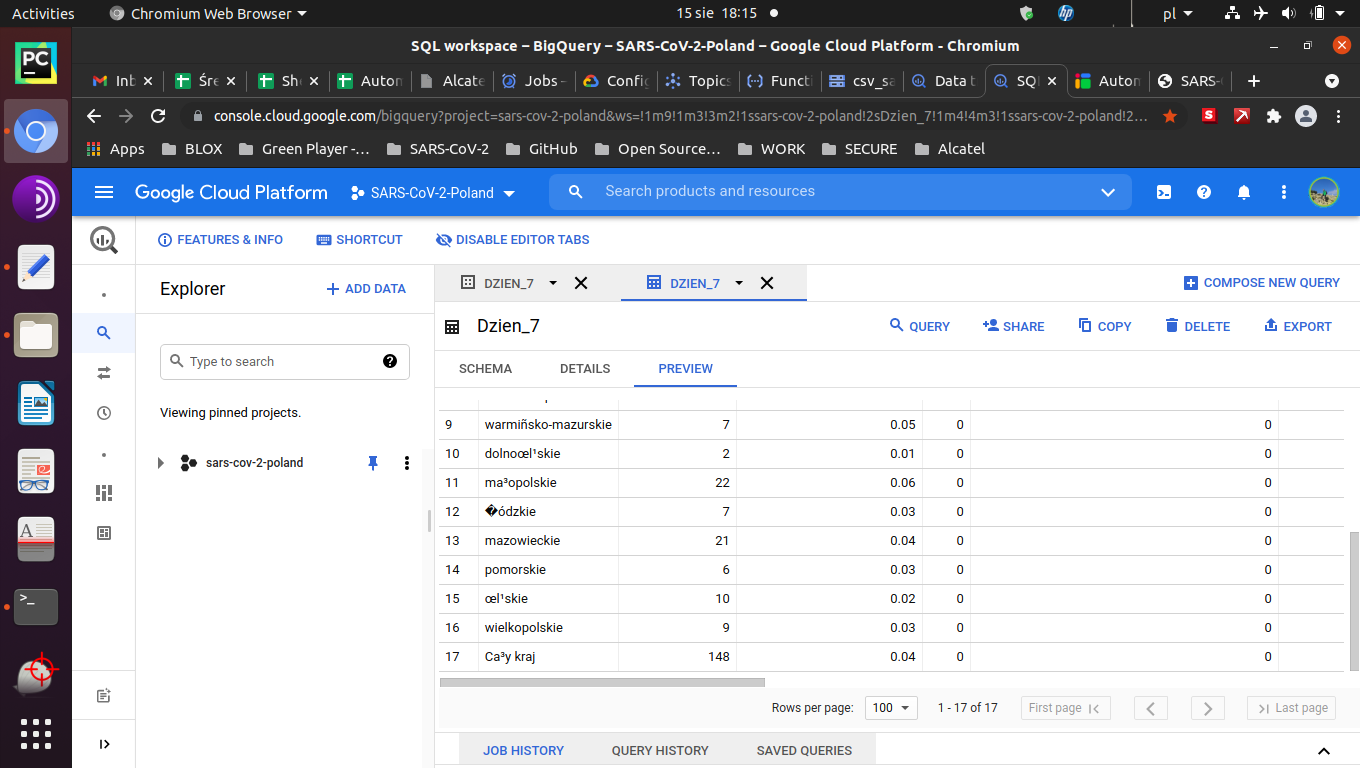 Activities Chromium Web Browser 15 sie 18:15 pl
SQL workspace – BigQuery – SARS-CoV-2-Poland – Google Cloud Platform - Chromium
Inb Śre She Auton Alcate Jobs – Config Topics Functi csv_sa Data t SQL Auton SARS-
console.cloud.google.com/bigquery?project=sars-cov-2-poland&ws=!1m9!1m3!3m2!1ssars-cov-2-poland!2sDzien_7!1m4!4m3!1ssars-cov-2-poland!2...
Apps BLOX Green Player -... SARS-CoV-2 GitHub Open Source... WORK SECURE Alcatel
Google Cloud Platform SARS-CoV-2-Poland Search products and resources
FEATURES & INFO SHORTCUT DISABLE EDITOR TABS
Explorer + ADD DATA
DZIEN_7 DZIEN_7 COMPOSE NEW QUERY
Dzien_7 QUERY SHARE COPY DELETE EXPORT
Type to search
SCHEMA DETAILS PREVIEW
Viewing pinned projects.
sars-cov-2-poland
9 warmiñsko-mazurskie 7 0.05 0 0
10 dolnoœl¹skie 2 0.01 0 0
11 ma³opolskie 22 0.06 0 0
12 �ódzkie 7 0.03 0 0
13 mazowieckie 21 0.04 0 0
14 pomorskie 6 0.03 0 0
15 œl¹skie 10 0.02 0 0
16 wielkopolskie 9 0.03 0 0
17 Ca³y kraj 148 0.04 0 0
Rows per page: 100 1 - 17 of 17 First page Last page
JOB HISTORY QUERY HISTORY SAVED QUERIES